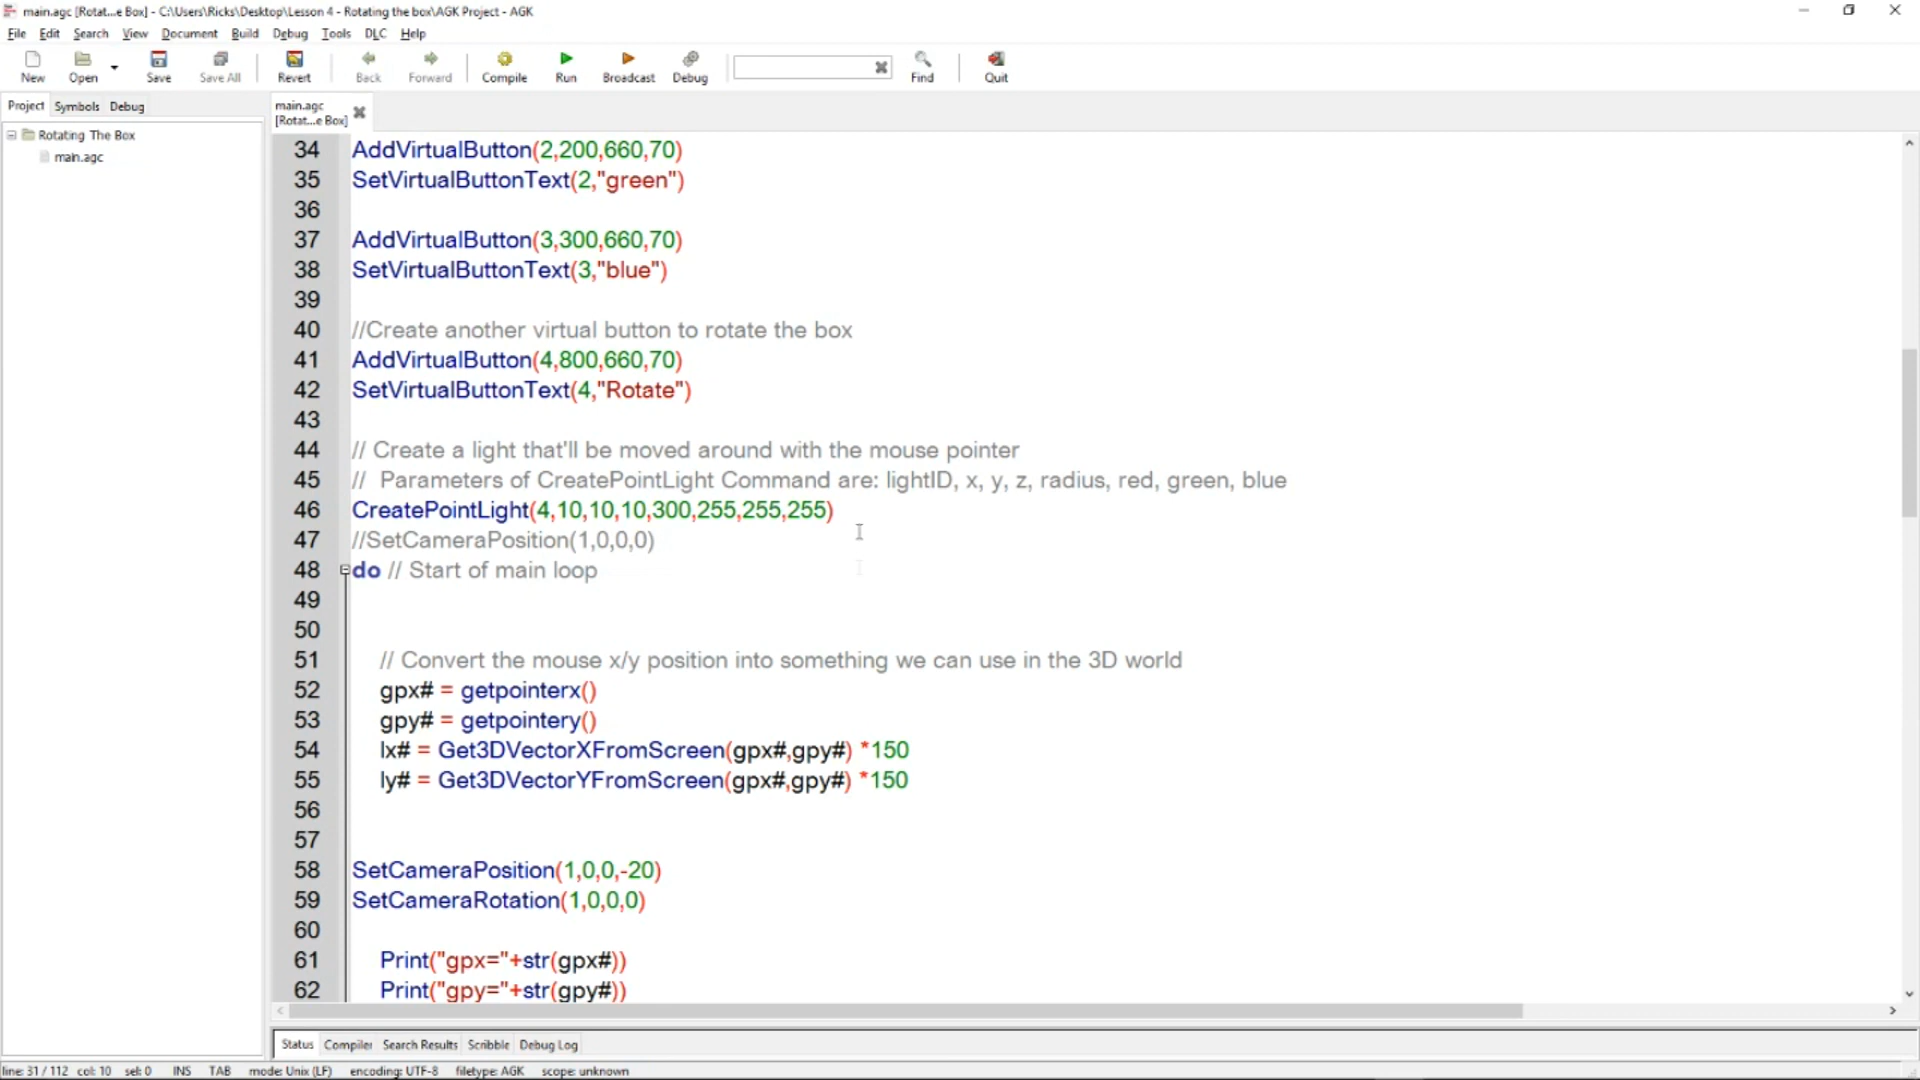 main.agc [Rotat...e Box] - C:\Users\Ricks\Desktop\Lesson 4 - Rotating the box\AGK Project - AGK
File Edit Search View Document Build Debug Tools DLC Help
New Open Save Save All Revert Back Forward Compile Run Broadcast Debug Find Quit
Project Symbols Debug
main.agc
[Rotat...e Box]
Rotating The Box
main.agc
34 AddVirtualButton(2,200,660,70)
35 SetVirtualButtonText(2,"green")
36
37 AddVirtualButton(3,300,660,70)
38 SetVirtualButtonText(3,"blue")
39
40 //Create another virtual button to rotate the box
41 AddVirtualButton(4,800,660,70)
42 SetVirtualButtonText(4,"Rotate")
43
44 // Create a light that'll be moved around with the mouse pointer
45 //  Parameters of CreatePointLight Command are: lightID, x, y, z, radius, red, green, blue
46 CreatePointLight(4,10,10,10,300,255,255,255)
47 //SetCameraPosition(1,0,0,0)
48 do // Start of main loop
49
50
51 // Convert the mouse x/y position into something we can use in the 3D world
52 gpx# = getpointerx()
53 gpy# = getpointery()
54 lx# = Get3DVectorXFromScreen(gpx#,gpy#) *150
55 ly# = Get3DVectorYFromScreen(gpx#,gpy#) *150
56
57
58 SetCameraPosition(1,0,0,-20)
59 SetCameraRotation(1,0,0,0)
60
61 Print("gpx="+str(gpx#))
62 Print("gpy="+str(gpy#))
Status Compiler Search Results Scribble Debug Log
line: 31 / 112 col: 10 sel: 0 INS TAB mode: Unix (LF) encoding: UTF-8 filetype: AGK scope: unknown